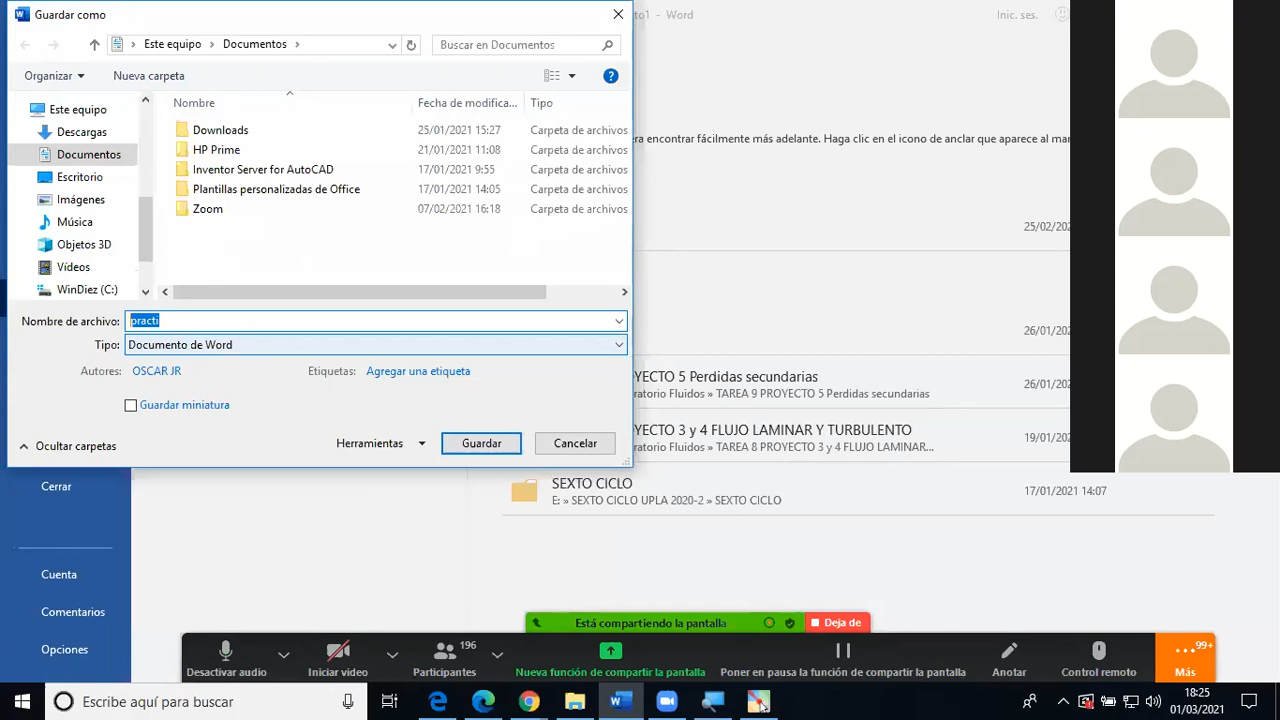 Guardar como
to1 - Word
Inic. ses.
Este equipo
Documentos
Buscar en Documentos
Organizar
Nueva carpeta
Nombre
Fecha de modifica...
Tipo
Este equipo
Descargas
Documentos
Escritorio
Imágenes
Música
Objetos 3D
Vídeos
WinDiez (C:)
Downloads 25/01/2021 15:27 Carpeta de archivos
HP Prime 21/01/2021 11:08 Carpeta de archivos
Inventor Server for AutoCAD 17/01/2021 9:55 Carpeta de archivos
Plantillas personalizadas de Office 17/01/2021 14:05 Carpeta de archivos
Zoom 07/02/2021 16:18 Carpeta de archivos
era encontrar fácilmente más adelante. Haga clic en el icono de anclar que aparece al mar
25/02/202
Nombre de archivo: practi
Tipo: Documento de Word
Autores: OSCAR JR
Etiquetas: Agregar una etiqueta
Guardar miniatura
Ocultar carpetas
Herramientas
Guardar
Cancelar
26/01/202
YECTO 5 Perdidas secundarias
ratorio Fluidos » TAREA 9 PROYECTO 5 Perdidas secundarias
26/01/202
YECTO 3 y 4 FLUJO LAMINAR Y TURBULENTO
ratorio Fluidos » TAREA 8 PROYECTO 3 y 4 FLUJO LAMINAR...
19/01/202
SEXTO CICLO
E: » SEXTO CICLO UPLA 2020-2 » SEXTO CICLO
17/01/2021 14:07
Cerrar
Cuenta
Comentarios
Opciones
Está compartiendo la pantalla
Deja de
Desactivar audio
Iniciar video
196
Participantes
Nueva función de compartir la pantalla
Poner en pausa la función de compartir la pantalla
Anotar
Control remoto
99+
Más
Escribe aquí para buscar
18:25
01/03/2021